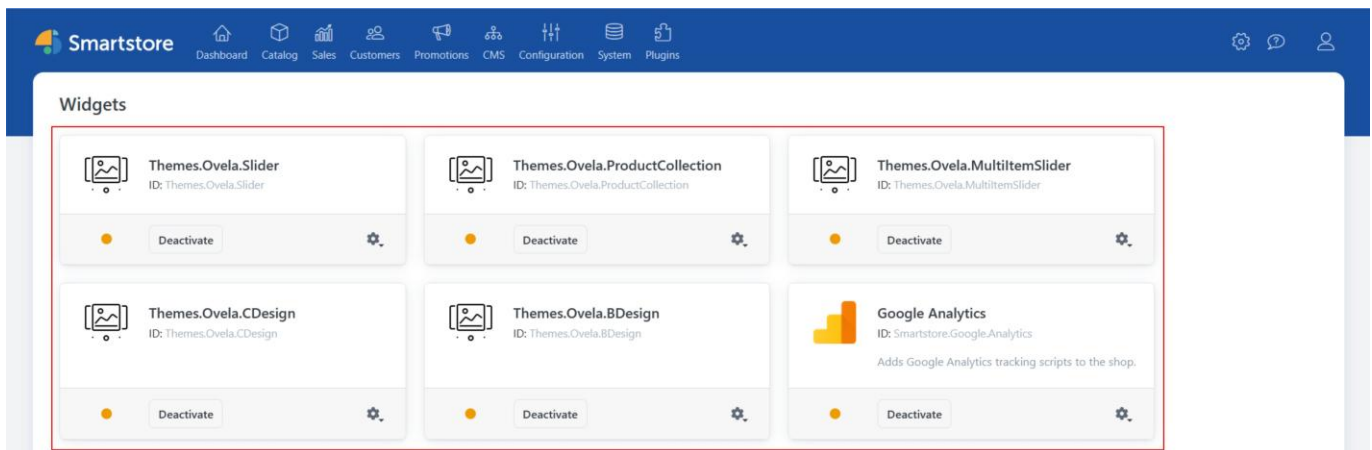 Smartstore
Dashboard Catalog Sales Customers Promotions CMS Configuration System Plugins
Widgets
Themes.Ovela.Slider
ID: Themes.Ovela.Slider
Deactivate
Themes.Ovela.ProductCollection
ID: Themes.Ovela.ProductCollection
Deactivate
Themes.Ovela.MultiItemSlider
ID: Themes.Ovela.MultiItemSlider
Deactivate
Themes.Ovela.CDesign
ID: Themes.Ovela.CDesign
Deactivate
Themes.Ovela.BDesign
ID: Themes.Ovela.BDesign
Deactivate
Google Analytics
ID: Smartstore.Google.Analytics
Adds Google Analytics tracking scripts to the shop.
Deactivate